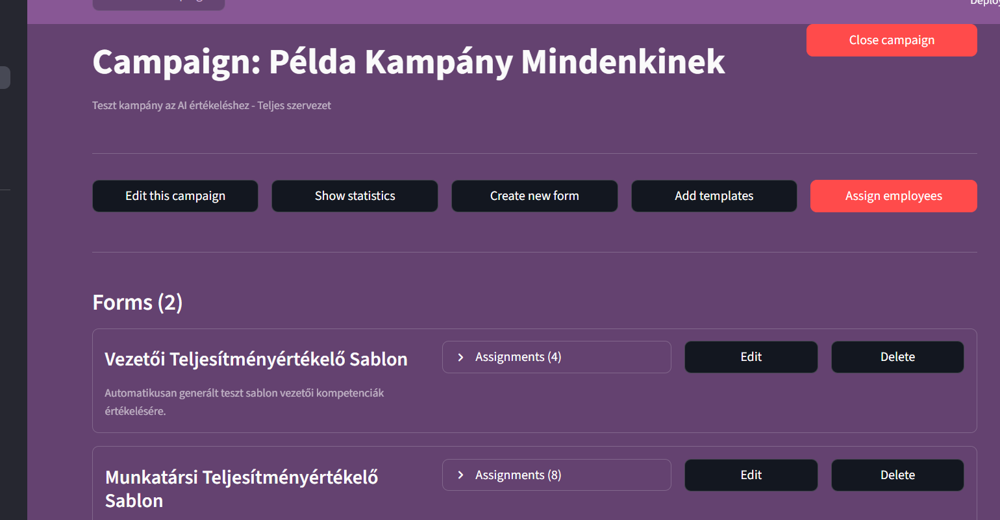 Close campaign
Campaign: Példa Kampány Mindenkinek
Teszt kampány az AI értékeléshez - Teljes szervezet
Edit this campaign
Show statistics
Create new form
Add templates
Assign employees
Forms (2)
Vezetői Teljesítményértékelő Sablon
Assignments (4)
Edit
Delete
Automatikusan generált teszt sablon vezetői kompetenciák
értékelésére.
Munkatársi Teljesítményértékelő
Sablon
Assignments (8)
Edit
Delete